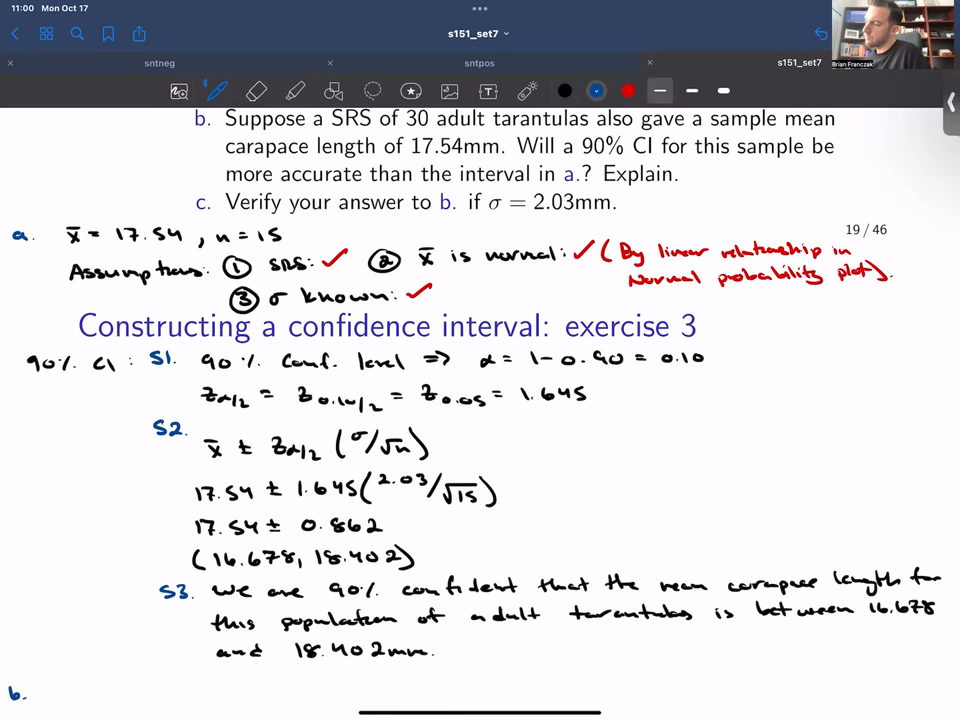 11:00 Mon Oct 17
s151_set7
sntneg
sntpos
s151_set7
Brian Franczak
b. Suppose a SRS of 30 adult tarantulas also gave a sample mean
carapace length of 17.54mm. Will a 90% CI for this sample be
more accurate than the interval in a.? Explain.
c. Verify your answer to b. if σ = 2.03mm.
19 / 46
a. x̄ = 17.54 , n = 15
Assumptions: ① SRS: ✓ ② x̄ is normal: ✓ (By linear relationship in
Normal probability plot).
③ σ known: ✓
Constructing a confidence interval: exercise 3
90% CI : S1. 90% Conf. level => α = 1 - 0.90 = 0.10
Zα/2 = Z0.10/2 = Z0.05 = 1.645
S2.
x̄ ± Zα/2 (σ/√n)
17.54 ± 1.645(2.03/√15)
17.54 ± 0.862
(16.678, 18.402)
S3. We are 90% confident that the mean carapace length for
this population of adult tarantulas is between 16.678
and 18.402mm.
b.